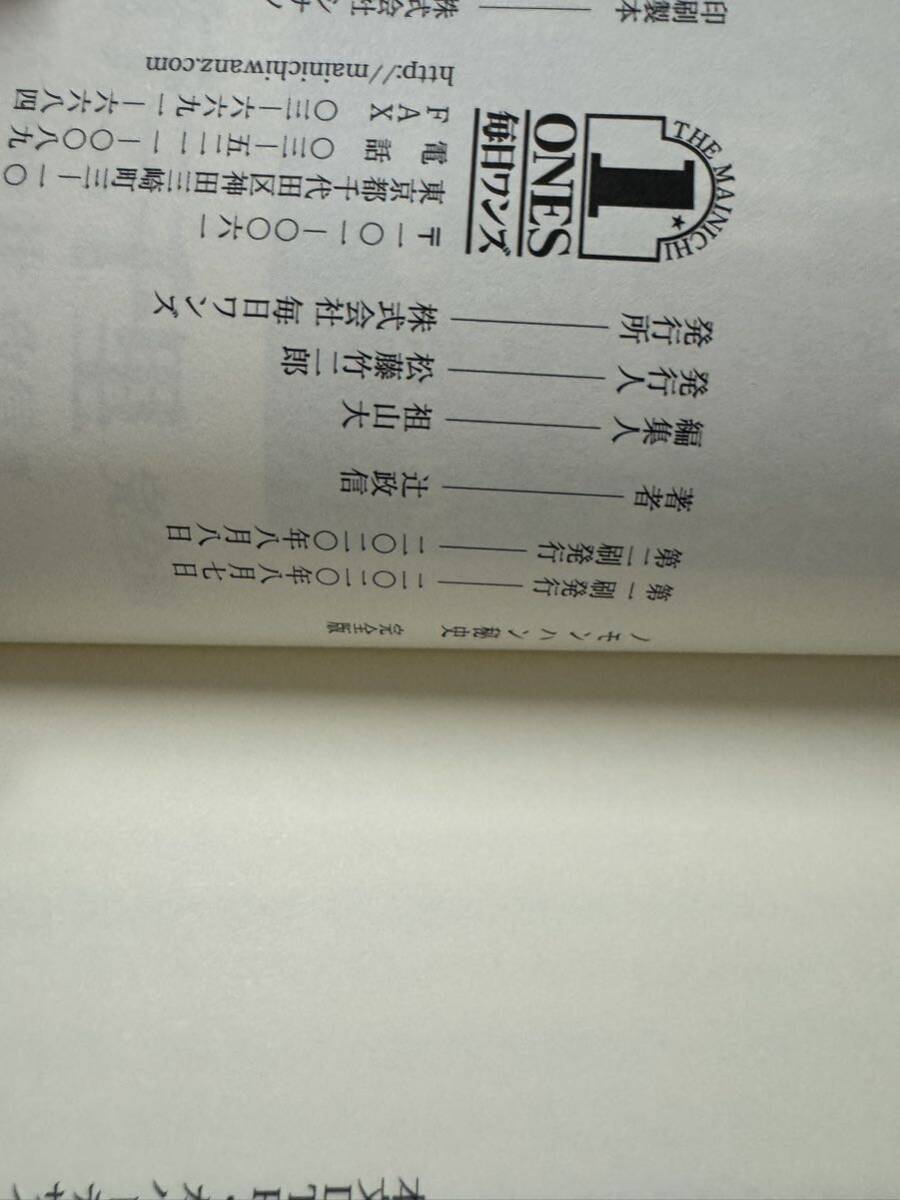 ノモンハン秘史　完全版
第一刷発行――二〇二〇年八月七日
第二刷発行――二〇二〇年八月八日
著者――辻政信
編集人――祖山大
発行人――松藤竹二郎
発行所――株式会社 毎日ワンズ
THE MAINICHI
1
ONES
毎日ワンズ
〒一〇一―〇〇六一
東京都千代田区神田三崎町三―一〇
電話　〇三―五二一一―〇〇八九
FAX　〇三―六六九一―六六八四
http://mainichiwanz.com
印刷製本――株式会社 シナノ